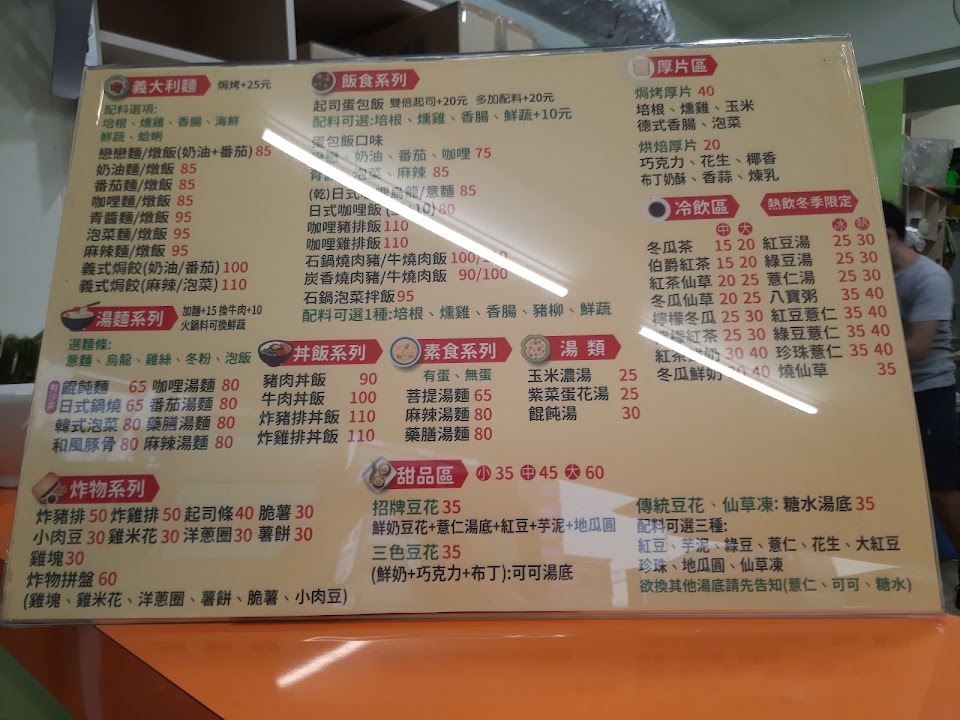 義大利麵 焗烤+25元
配料選項:
培根、燻雞、香腸、海鮮
鮮蔬、蛤蜊
戀戀麵/燉飯(奶油+番茄) 85
奶油麵/燉飯 85
番茄麵/燉飯 85
咖哩麵/燉飯 85
青醬麵/燉飯 95
泡菜麵/燉飯 95
麻辣麵/燉飯 95
義式焗餃(奶油/番茄) 100
義式焗餃(麻辣/泡菜) 110
飯食系列
起司蛋包飯 雙倍起司+20元 多加配料+20元
配料可選:培根、燻雞、香腸、鮮蔬+10元
蛋包飯口味
、奶油、番茄、咖哩 75
泡菜、麻辣 85
(乾)日式咖哩烏龍/意麵 85
日式咖哩飯 80
咖哩豬排飯 110
咖哩雞排飯 110
石鍋燒肉豬/牛燒肉飯 100/
炭香燒肉豬/牛燒肉飯 90/100
石鍋泡菜拌飯 95
配料可選1種:培根、燻雞、香腸、豬柳、鮮蔬
厚片區
焗烤厚片 40
培根、燻雞、玉米
德式香腸、泡菜
烘焙厚片 20
巧克力、花生、椰香
布丁奶酥、香蒜、煉乳
冷飲區 熱飲冬季限定
中 大 冰 熱
冬瓜茶 15 20 紅豆湯 25 30
伯爵紅茶 15 20 綠豆湯 25 30
紅茶仙草 20 25 薏仁湯 25 30
冬瓜仙草 20 25 八寶粥 35 40
檸檬冬瓜 25 30 紅豆薏仁 35 40
檸檬紅茶 25 30 綠豆薏仁 35 40
紅茶鮮奶 30 40 珍珠薏仁 35 40
冬瓜鮮奶 30 40 燒仙草 35
湯麵系列 加麵+15 換牛肉+10
火鍋料可換鮮蔬
選麵條:
意麵、烏龍、雞絲、冬粉、泡飯
餛飩麵 65 咖哩湯麵 80
日式鍋燒 65 番茄湯麵 80
韓式泡菜 80 藥膳湯麵 80
和風豚骨 80 麻辣湯麵 80
丼飯系列
豬肉丼飯 90
牛肉丼飯 100
炸豬排丼飯 110
炸雞排丼飯 110
素食系列
有蛋、無蛋
菩提湯麵 65
麻辣湯麵 80
藥膳湯麵 80
湯類
玉米濃湯 25
紫菜蛋花湯 25
餛飩湯 30
炸物系列
炸豬排 50 炸雞排 50 起司條 40 脆薯 30
小肉豆 30 雞米花 30 洋蔥圈 30 薯餅 30
雞塊 30
炸物拼盤 60
(雞塊、雞米花、洋蔥圈、薯餅、脆薯、小肉豆)
甜品區 小 35 中 45 大 60
招牌豆花 35
鮮奶豆花+薏仁湯底+紅豆+芋泥+地瓜圓
三色豆花 35
(鮮奶+巧克力+布丁):可可湯底
傳統豆花、仙草凍: 糖水湯底 35
配料可選三種:
紅豆、芋泥、綠豆、薏仁、花生、大紅豆
珍珠、地瓜圓、仙草凍
欲換其他湯底請先告知(薏仁、可可、糖水)